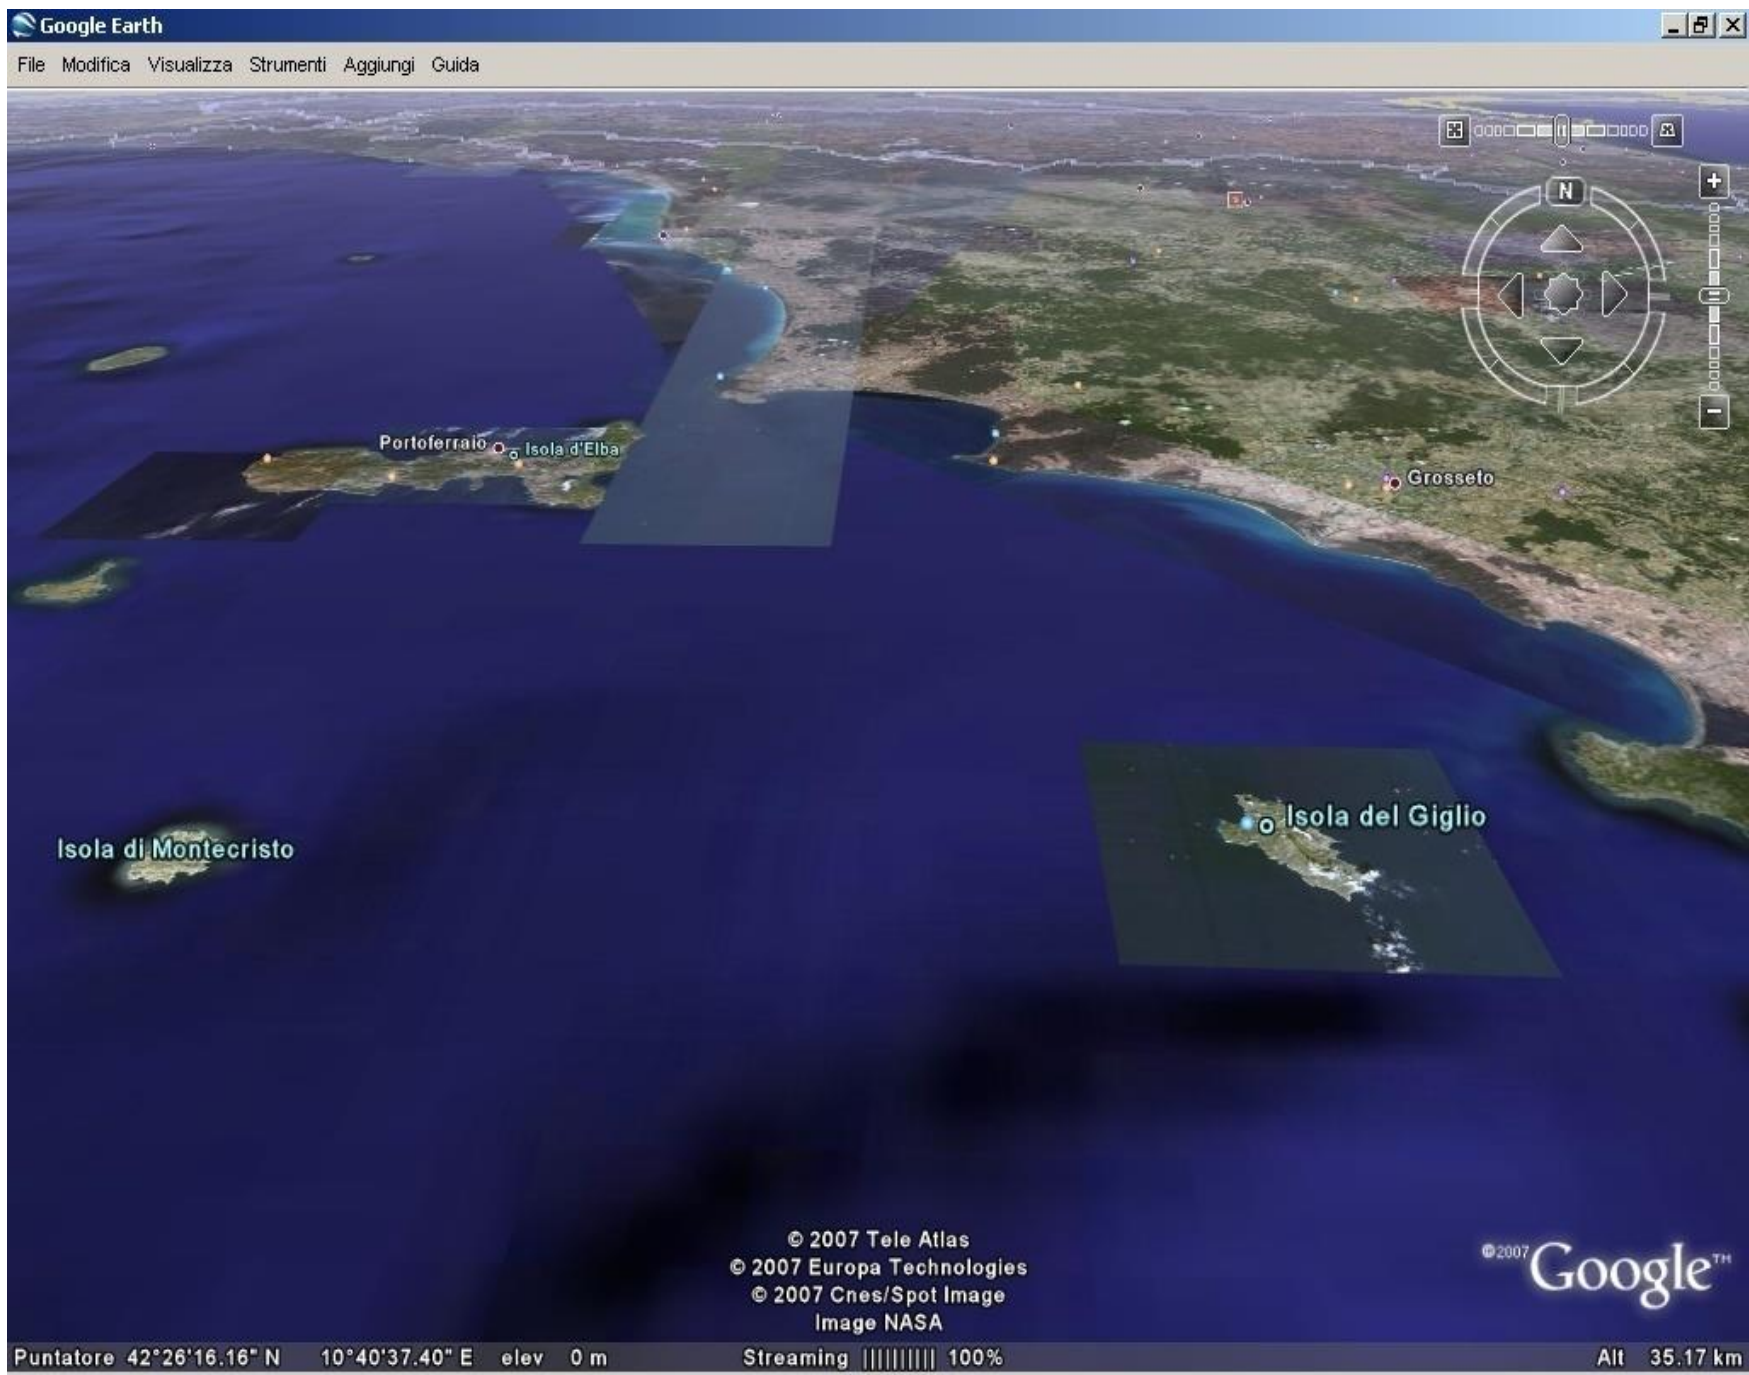 Google Earth
File Modifica Visualizza Strumenti Aggiungi Guida
N
Portoferraio
Isola d'Elba
Grosseto
Isola del Giglio
Isola di Montecristo
© 2007 Tele Atlas
© 2007 Europa Technologies
© 2007 Cnes/Spot Image
Image NASA
©2007 Google™
Puntatore 42°26'16.16" N 10°40'37.40" E elev 0 m Streaming |||||||||| 100% Alt 35.17 km